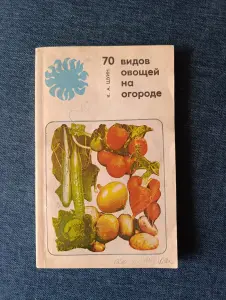 К. А. ШУИН
70 видов
овощей
на
огороде